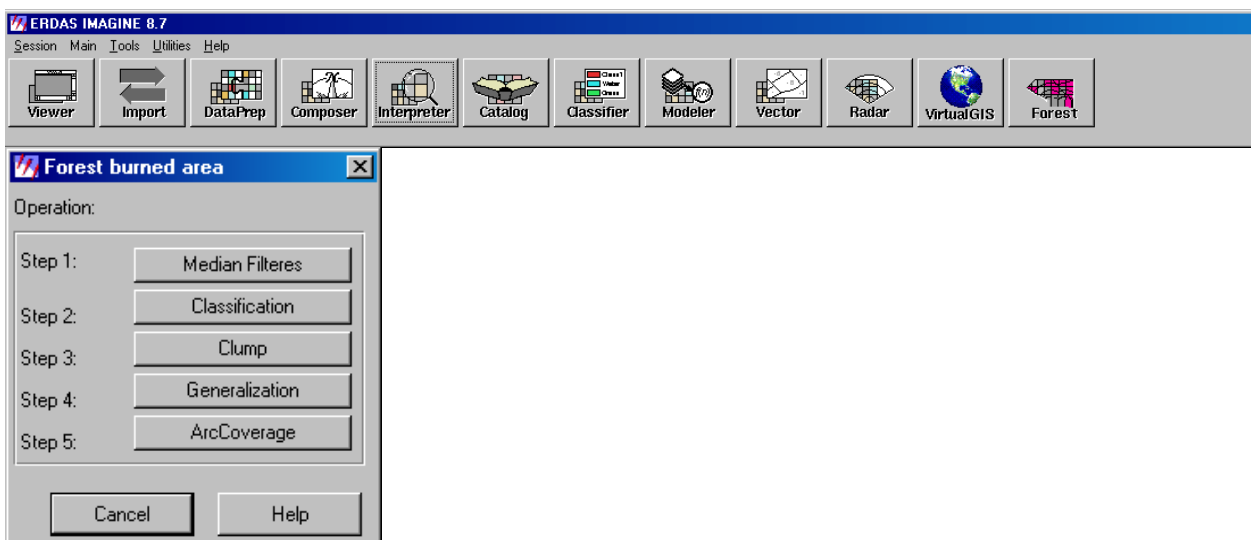 ERDAS IMAGINE 8.7
Session Main Tools Utilities Help
Viewer Import DataPrep Composer Interpreter Catalog Classifier Modeler Vector Radar VirtualGIS Forest
Forest burned area
Operation:
Step 1: Median Filteres
Step 2: Classification
Step 3: Clump
Step 4: Generalization
Step 5: ArcCoverage
Cancel Help